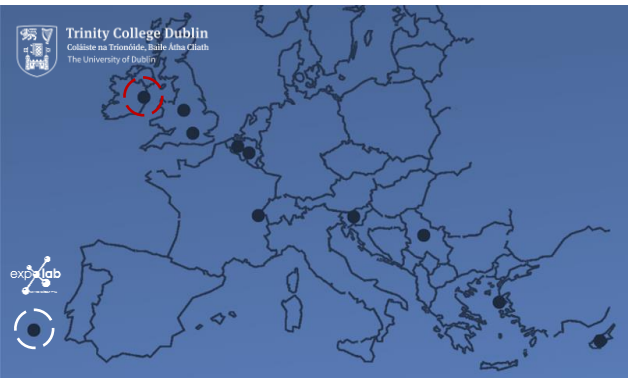 Trinity College Dublin
Coláiste na Tríonóide, Baile Átha Cliath
The University of Dublin
expolab